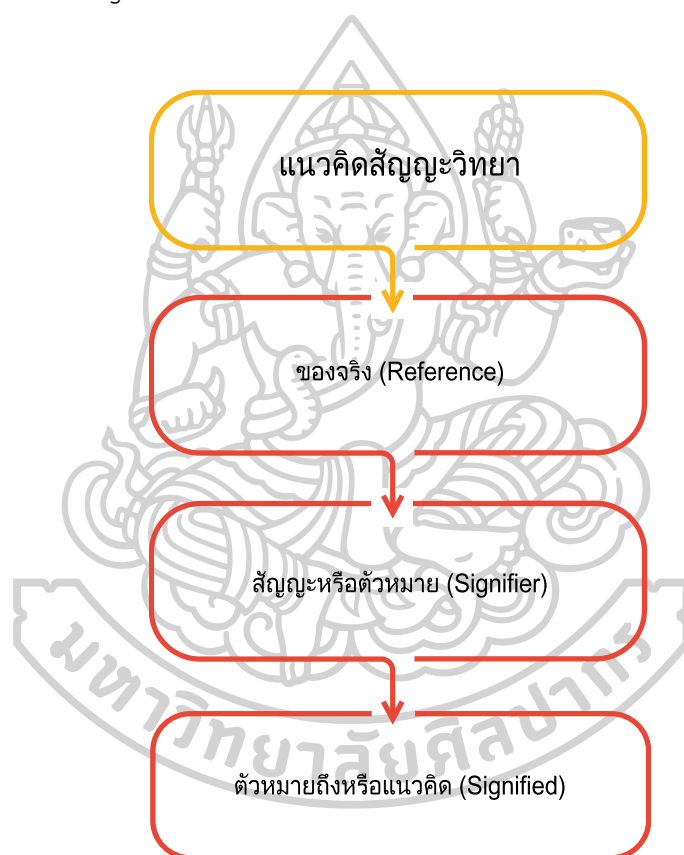 แนวคิดสัญญะวิทยา
ของจริง (Reference)
สัญญะหรือตัวหมาย (Signifier)
ตัวหมายถึงหรือแนวคิด (Signified)
มหาวิทยาลัยศิลปากร